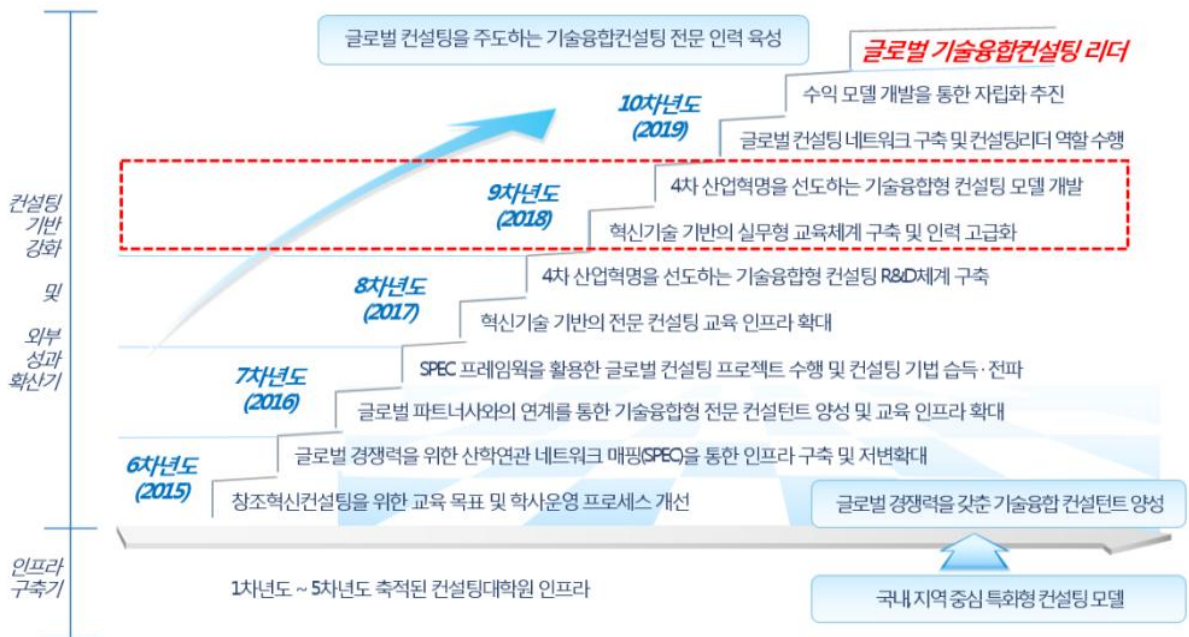 글로벌 컨설팅을 주도하는 기술융합컨설팅 전문 인력 육성
글로벌 기술융합컨설팅 리더
10차년도
(2019)
수익 모델 개발을 통한 자립화 추진
글로벌 컨설팅 네트워크 구축 및 컨설팅리더 역할 수행
9차년도
(2018)
4차 산업혁명을 선도하는 기술융합형 컨설팅 모델 개발
혁신기술 기반의 실무형 교육체계 구축 및 인력 고급화
8차년도
(2017)
4차 산업혁명을 선도하는 기술융합형 컨설팅 R&D체계 구축
혁신기술 기반의 전문 컨설팅 교육 인프라 확대
7차년도
(2016)
SPEC 프레임웍을 활용한 글로벌 컨설팅 프로젝트 수행 및 컨설팅 기법 습득·전파
글로벌 파트너사와의 연계를 통한 기술융합형 전문 컨설턴트 양성 및 교육 인프라 확대
6차년도
(2015)
글로벌 경쟁력을 위한 산학연관 네트워크 매핑(SPEC)을 통한 인프라 구축 및 저변확대
창조혁신컨설팅을 위한 교육 목표 및 학사운영 프로세스 개선
컨설팅
기반
강화
및
외부
성과
확산기
글로벌 경쟁력을 갖춘 기술융합 컨설턴트 양성
인프라
구축기
1차년도 ~ 5차년도 축적된 컨설팅대학원 인프라
국내,지역 중심 특화형 컨설팅 모델